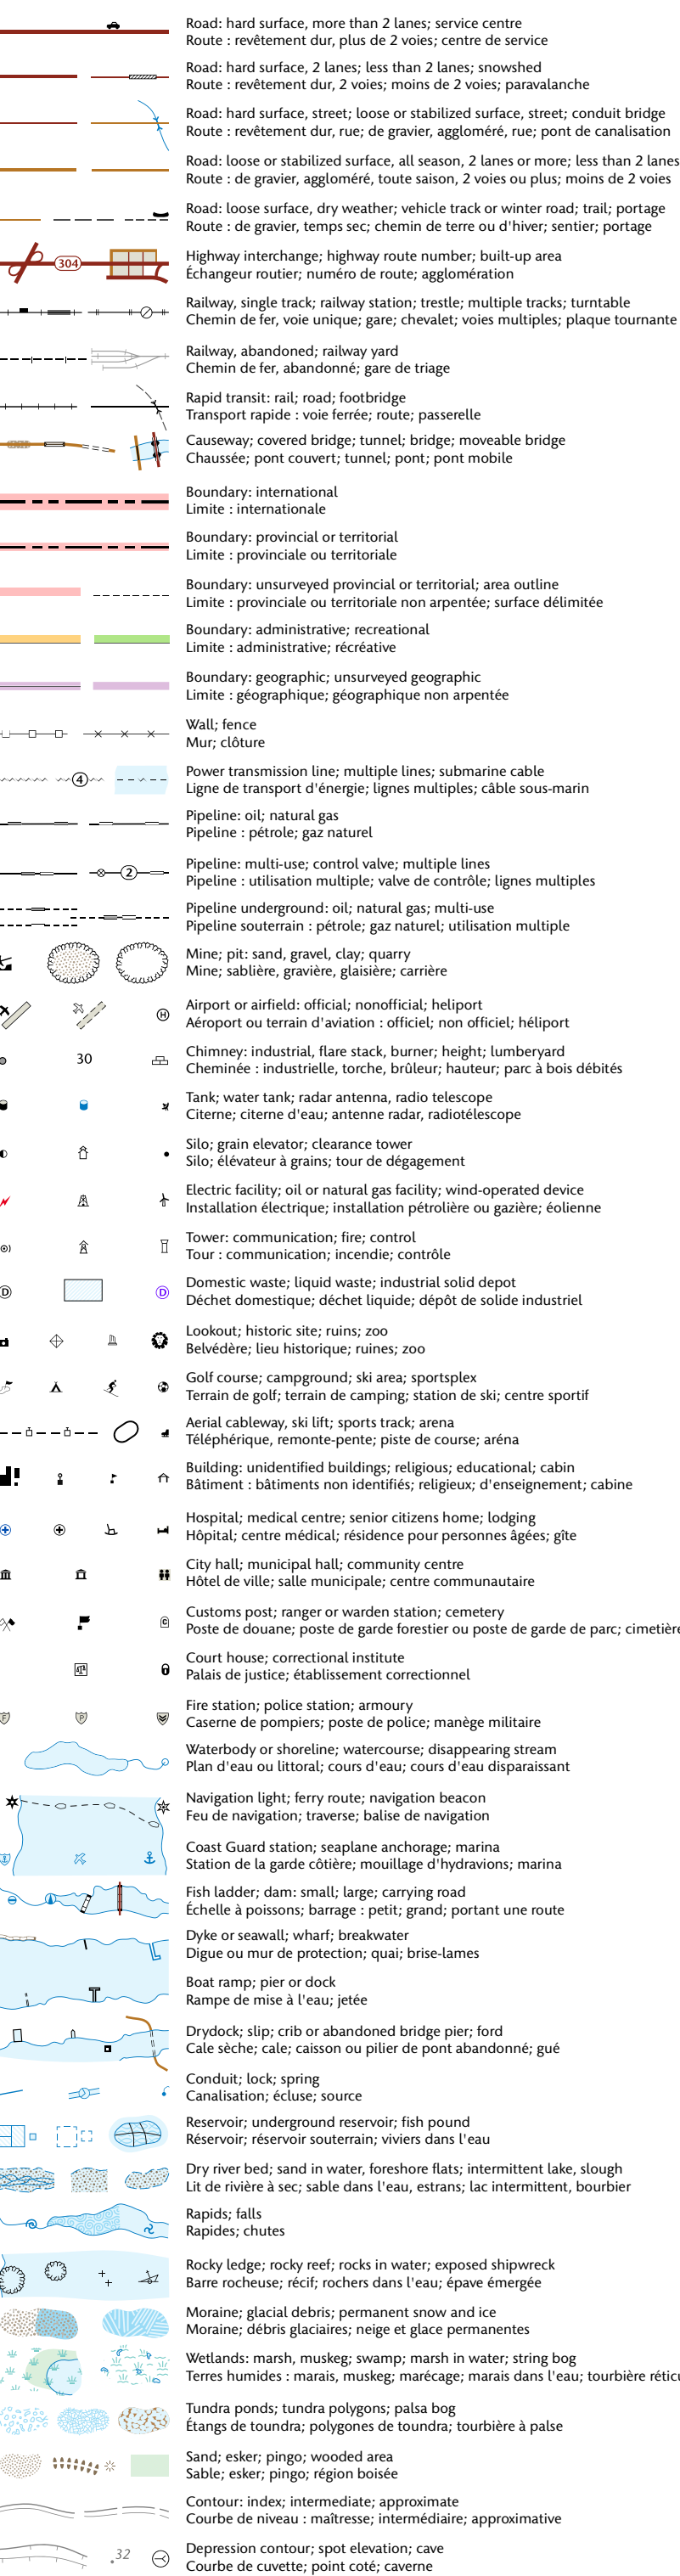 Road: hard surface, more than 2 lanes; service centre
Route : revêtement dur, plus de 2 voies; centre de service
Road: hard surface, 2 lanes; less than 2 lanes; snowshed
Route : revêtement dur, 2 voies; moins de 2 voies; paravalanche
Road: hard surface, street; loose or stabilized surface, street; conduit bridge
Route : revêtement dur, rue; de gravier, aggloméré, rue; pont de canalisation
Road: loose or stabilized surface, all season, 2 lanes or more; less than 2 lanes
Route : de gravier, aggloméré, toute saison, 2 voies ou plus; moins de 2 voies
Road: loose surface, dry weather; vehicle track or winter road; trail; portage
Route : de gravier, temps sec; chemin de terre ou d'hiver; sentier; portage
304
Highway interchange; highway route number; built-up area
Échangeur routier; numéro de route; agglomération
Railway, single track; railway station; trestle; multiple tracks; turntable
Chemin de fer, voie unique; gare; chevalet; voies multiples; plaque tournante
Railway, abandoned; railway yard
Chemin de fer, abandonné; gare de triage
Rapid transit: rail; road; footbridge
Transport rapide : voie ferrée; route; passerelle
Causeway; covered bridge; tunnel; bridge; moveable bridge
Chaussée; pont couvert; tunnel; pont; pont mobile
Boundary: international
Limite : internationale
Boundary: provincial or territorial
Limite : provinciale ou territoriale
Boundary: unsurveyed provincial or territorial; area outline
Limite : provinciale ou territoriale non arpentée; surface délimitée
Boundary: administrative; recreational
Limite : administrative; récréative
Boundary: geographic; unsurveyed geographic
Limite : géographique; géographique non arpentée
Wall; fence
Mur; clôture
4
Power transmission line; multiple lines; submarine cable
Ligne de transport d'énergie; lignes multiples; câble sous-marin
Pipeline: oil; natural gas
Pipeline : pétrole; gaz naturel
2
Pipeline: multi-use; control valve; multiple lines
Pipeline : utilisation multiple; valve de contrôle; lignes multiples
Pipeline underground: oil; natural gas; multi-use
Pipeline souterrain : pétrole; gaz naturel; utilisation multiple
Mine; pit: sand, gravel, clay; quarry
Mine; sablière, gravière, glaisière; carrière
H
Airport or airfield: official; nonofficial; heliport
Aéroport ou terrain d'aviation : officiel; non officiel; héliport
30
Chimney: industrial, flare stack, burner; height; lumberyard
Cheminée : industrielle, torche, brûleur; hauteur; parc à bois débités
Tank; water tank; radar antenna, radio telescope
Citerne; citerne d'eau; antenne radar, radiotélescope
Silo; grain elevator; clearance tower
Silo; élévateur à grains; tour de dégagement
Electric facility; oil or natural gas facility; wind-operated device
Installation électrique; installation pétrolière ou gazière; éolienne
Tower: communication; fire; control
Tour : communication; incendie; contrôle
D D
Domestic waste; liquid waste; industrial solid depot
Déchet domestique; déchet liquide; dépôt de solide industriel
Lookout; historic site; ruins; zoo
Belvédère; lieu historique; ruines; zoo
Golf course; campground; ski area; sportsplex
Terrain de golf; terrain de camping; station de ski; centre sportif
Aerial cableway, ski lift; sports track; arena
Téléphérique, remonte-pente; piste de course; aréna
Building: unidentified buildings; religious; educational; cabin
Bâtiment : bâtiments non identifiés; religieux; d'enseignement; cabine
Hospital; medical centre; senior citizens home; lodging
Hôpital; centre médical; résidence pour personnes âgées; gîte
City hall; municipal hall; community centre
Hôtel de ville; salle municipale; centre communautaire
C
Customs post; ranger or warden station; cemetery
Poste de douane; poste de garde forestier ou poste de garde de parc; cimetière
Court house; correctional institute
Palais de justice; établissement correctionnel
F P
Fire station; police station; armoury
Caserne de pompiers; poste de police; manège militaire
Waterbody or shoreline; watercourse; disappearing stream
Plan d'eau ou littoral; cours d'eau; cours d'eau disparaissant
Navigation light; ferry route; navigation beacon
Feu de navigation; traverse; balise de navigation
Coast Guard station; seaplane anchorage; marina
Station de la garde côtière; mouillage d'hydravions; marina
Fish ladder; dam: small; large; carrying road
Échelle à poissons; barrage : petit; grand; portant une route
Dyke or seawall; wharf; breakwater
Digue ou mur de protection; quai; brise-lames
Boat ramp; pier or dock
Rampe de mise à l'eau; jetée
Drydock; slip; crib or abandoned bridge pier; ford
Cale sèche; cale; caisson ou pilier de pont abandonné; gué
Conduit; lock; spring
Canalisation; écluse; source
Reservoir; underground reservoir; fish pound
Réservoir; réservoir souterrain; viviers dans l'eau
Dry river bed; sand in water, foreshore flats; intermittent lake, slough
Lit de rivière à sec; sable dans l'eau, estrans; lac intermittent, bourbier
Rapids; falls
Rapides; chutes
Rocky ledge; rocky reef; rocks in water; exposed shipwreck
Barre rocheuse; récif; rochers dans l'eau; épave émergée
Moraine; glacial debris; permanent snow and ice
Moraine; débris glaciaires; neige et glace permanentes
Wetlands: marsh, muskeg; swamp; marsh in water; string bog
Terres humides : marais, muskeg; marécage; marais dans l'eau; tourbière réticu
Tundra ponds; tundra polygons; palsa bog
Étangs de toundra; polygones de toundra; tourbière à palse
Sand; esker; pingo; wooded area
Sable; esker; pingo; région boisée
Contour: index; intermediate; approximate
Courbe de niveau : maîtresse; intermédiaire; approximative
.32
Depression contour; spot elevation; cave
Courbe de cuvette; point coté; caverne